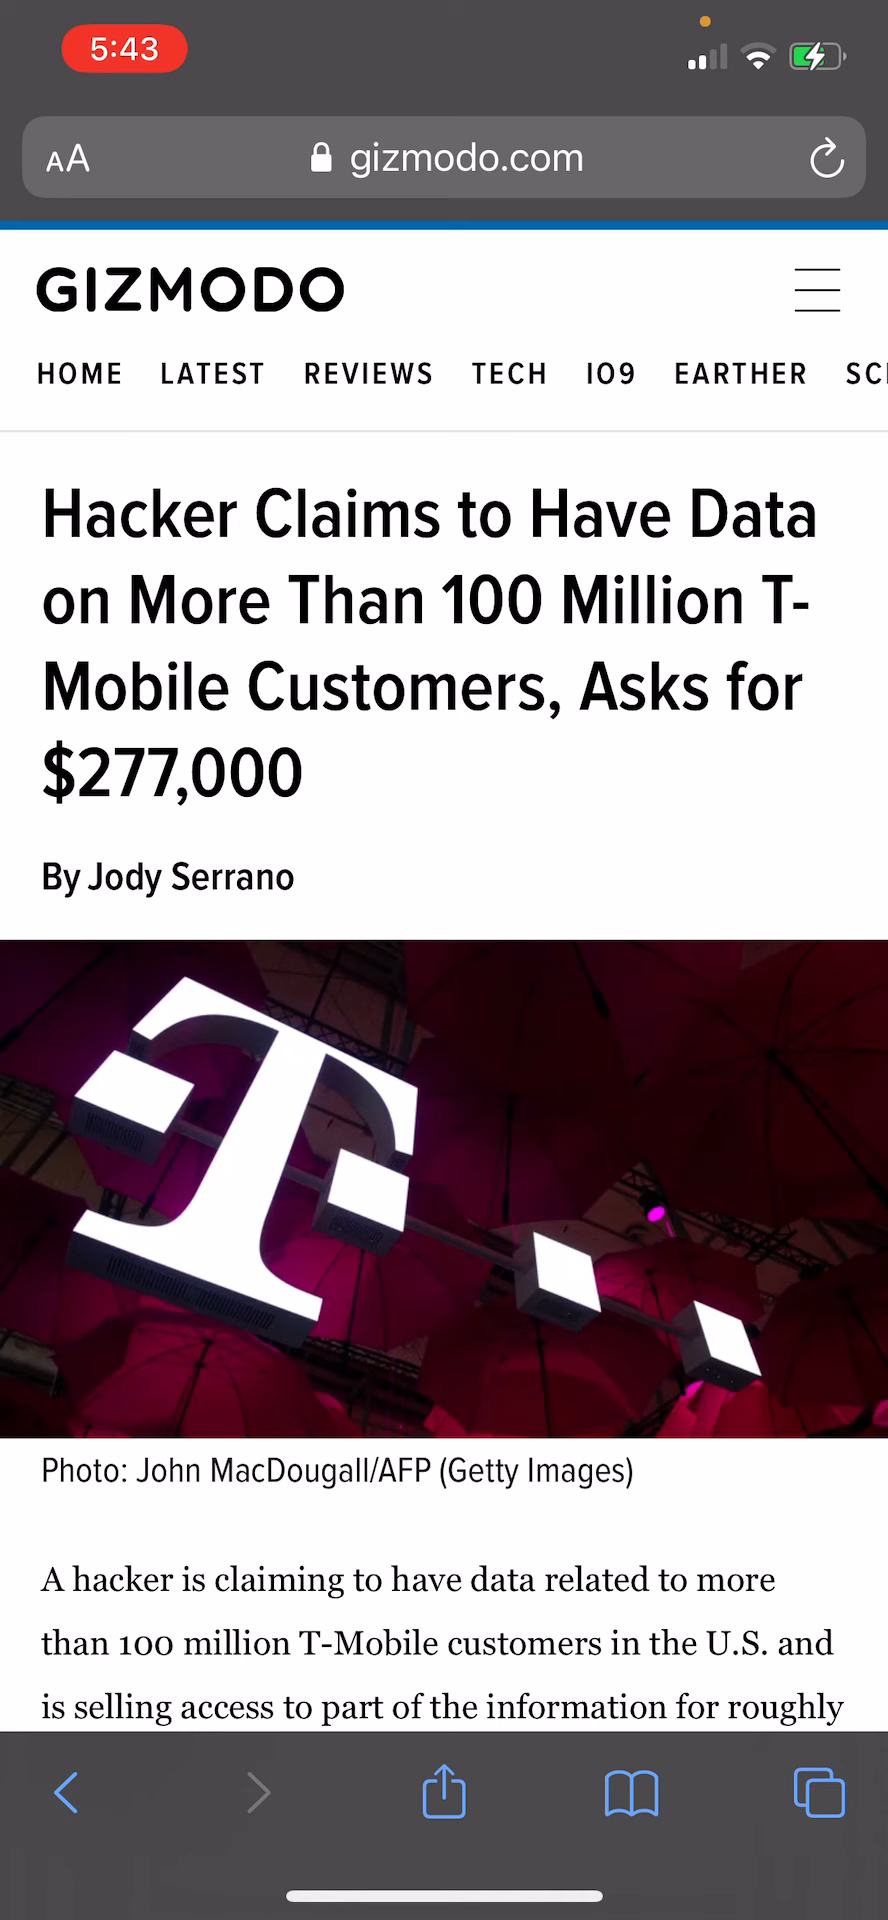 5:43
AA gizmodo.com
GIZMODO
HOME LATEST REVIEWS TECH IO9 EARTHER SCI
Hacker Claims to Have Data
on More Than 100 Million T-
Mobile Customers, Asks for
$277,000
By Jody Serrano
T
Photo: John MacDougall/AFP (Getty Images)
A hacker is claiming to have data related to more
than 100 million T-Mobile customers in the U.S. and
is selling access to part of the information for roughly